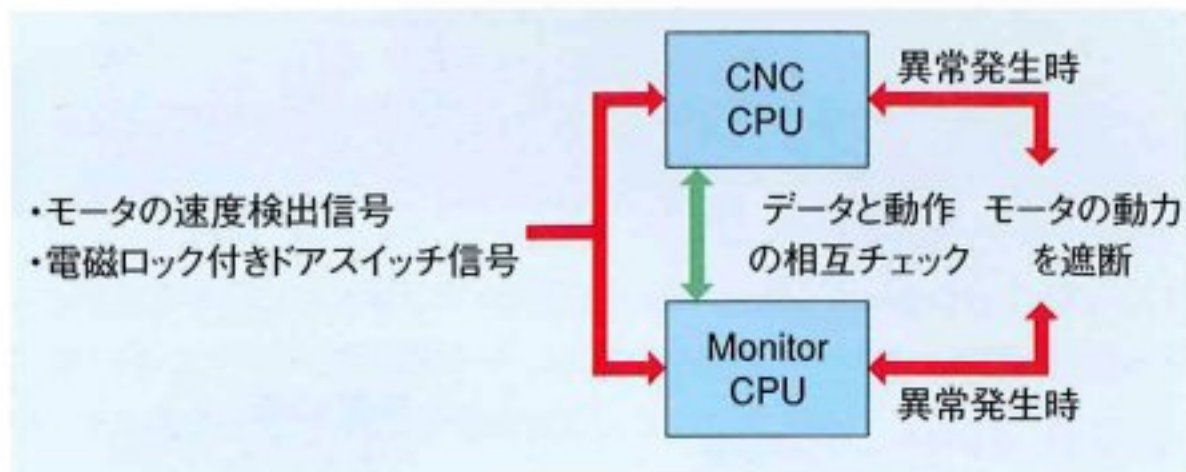 ・モータの速度検出信号
・電磁ロック付きドアスイッチ信号
CNC
CPU
異常発生時
データと動作
の相互チェック
モータの動力
を遮断
Monitor
CPU
異常発生時